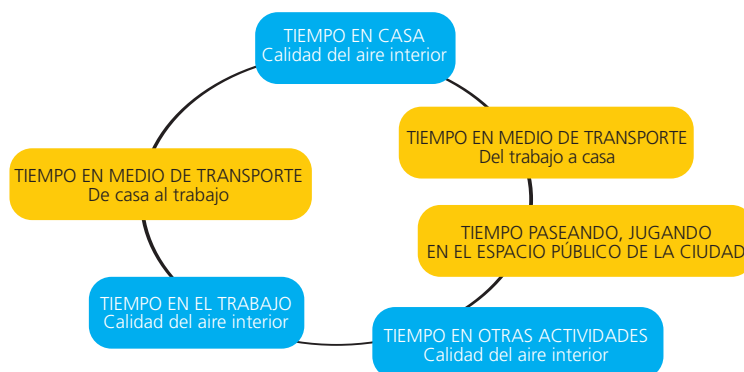 TIEMPO EN CASA
Calidad del aire interior
TIEMPO EN MEDIO DE TRANSPORTE
Del trabajo a casa
TIEMPO EN MEDIO DE TRANSPORTE
De casa al trabajo
TIEMPO PASEANDO, JUGANDO
EN EL ESPACIO PÚBLICO DE LA CIUDAD
TIEMPO EN EL TRABAJO
Calidad del aire interior
TIEMPO EN OTRAS ACTIVIDADES
Calidad del aire interior